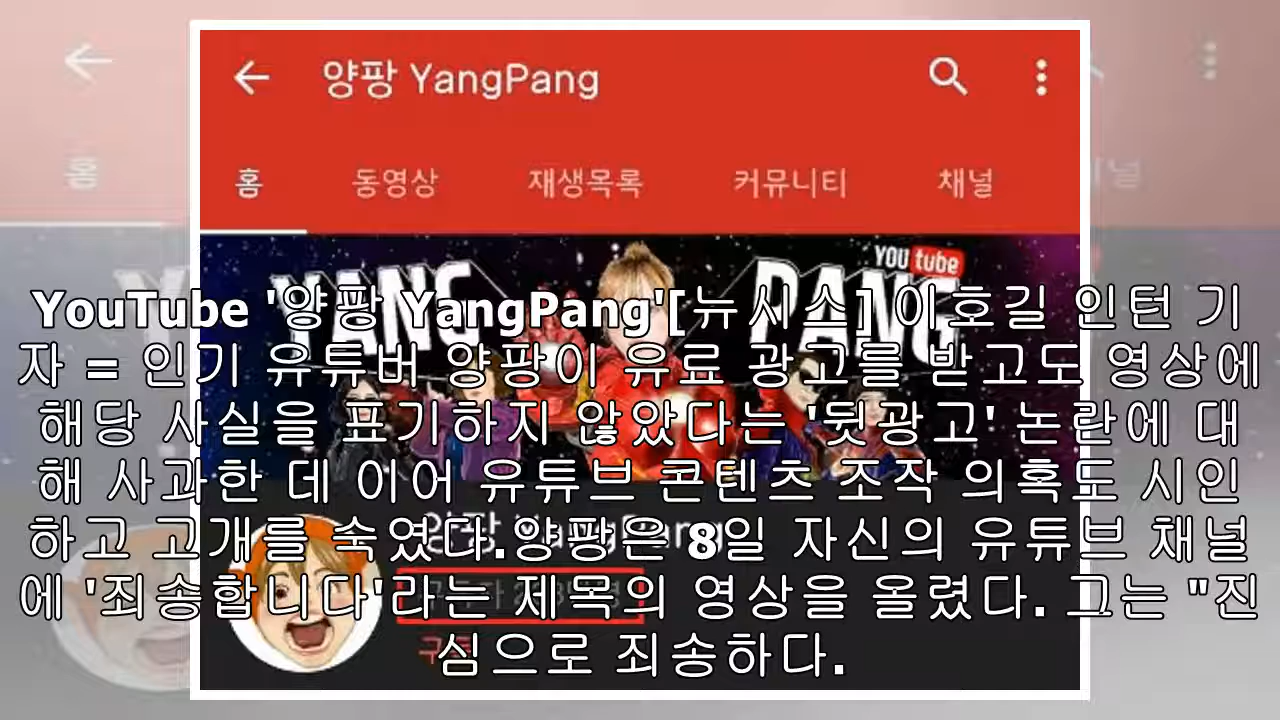 양팡 YangPang
홈 동영상 재생목록 커뮤니티 채널
YOU tube
YANG PANG
YouTube '양팡 YangPang'[뉴시스] 이호길 인턴 기
자 = 인기 유튜버 양팡이 유료 광고를 받고도 영상에
해당 사실을 표기하지 않았다는 '뒷광고' 논란에 대
해 사과한 데 이어 유튜브 콘텐츠 조작 의혹도 시인
하고 고개를 숙였다.양팡은 8일 자신의 유튜브 채널
에 '죄송합니다'라는 제목의 영상을 올렸다. 그는 "진
심으로 죄송하다.
양팡 YangPang